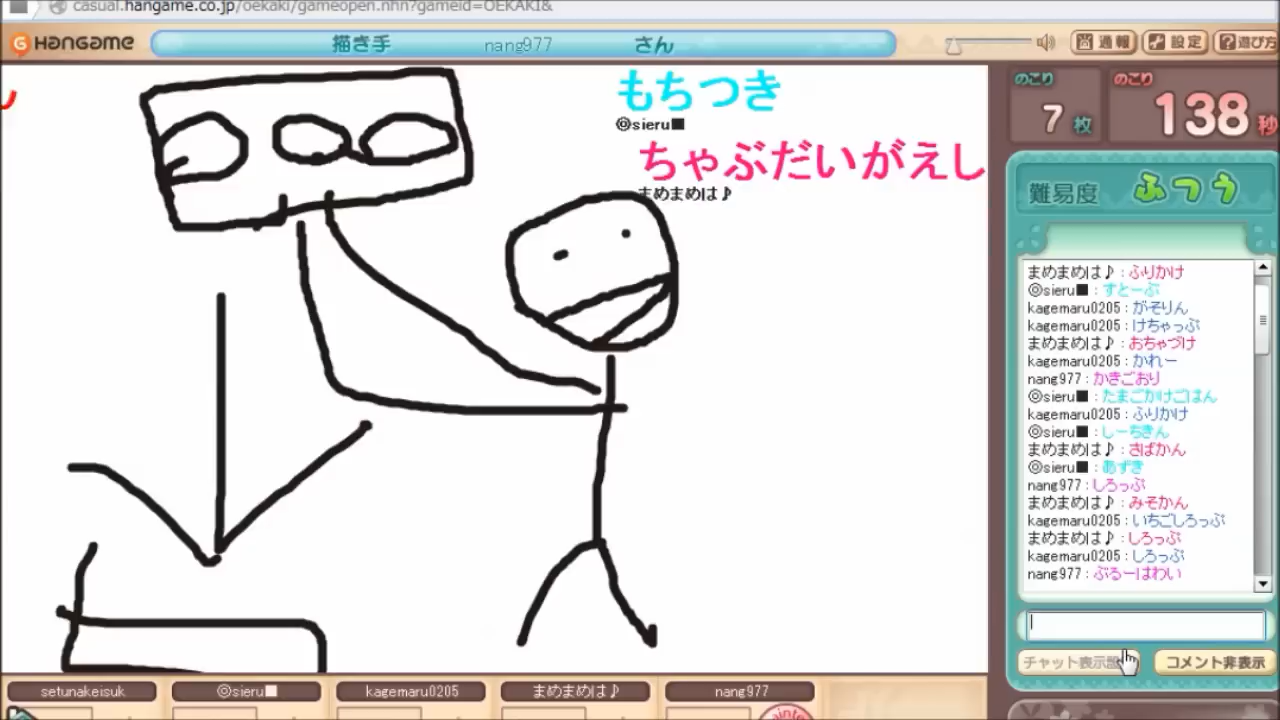 casual.hangame.co.jp/oekaki/gameopen.nhn?gameid=OEKAKI&
HANGAME
描き手 nang977 さん
通報
設定
遊び方
もちつき
◎sieru■
ちゃぶだいがえし
まめまめは♪
のこり
7枚
のこり
138秒
難易度 ふつう
まめまめは♪ : ふりかけ
◎sieru■ : すとーぶ
kagemaru0205 : がそりん
kagemaru0205 : けちゃっぷ
まめまめは♪ : おちゃづけ
kagemaru0205 : かれー
nang977 : かきごおり
◎sieru■ : たまごかけごはん
kagemaru0205 : ふりかけ
◎sieru■ : しーちきん
まめまめは♪ : さばかん
◎sieru■ : あずき
nang977 : しろっぷ
まめまめは♪ : みそかん
kagemaru0205 : いちごしろっぷ
まめまめは♪ : しろっぷ
kagemaru0205 : しろっぷ
nang977 : ぶるーはわい
チャット表示
コメント非表示
setunakeisuk
◎sieru■
kagemaru0205
まめまめは♪
nang977